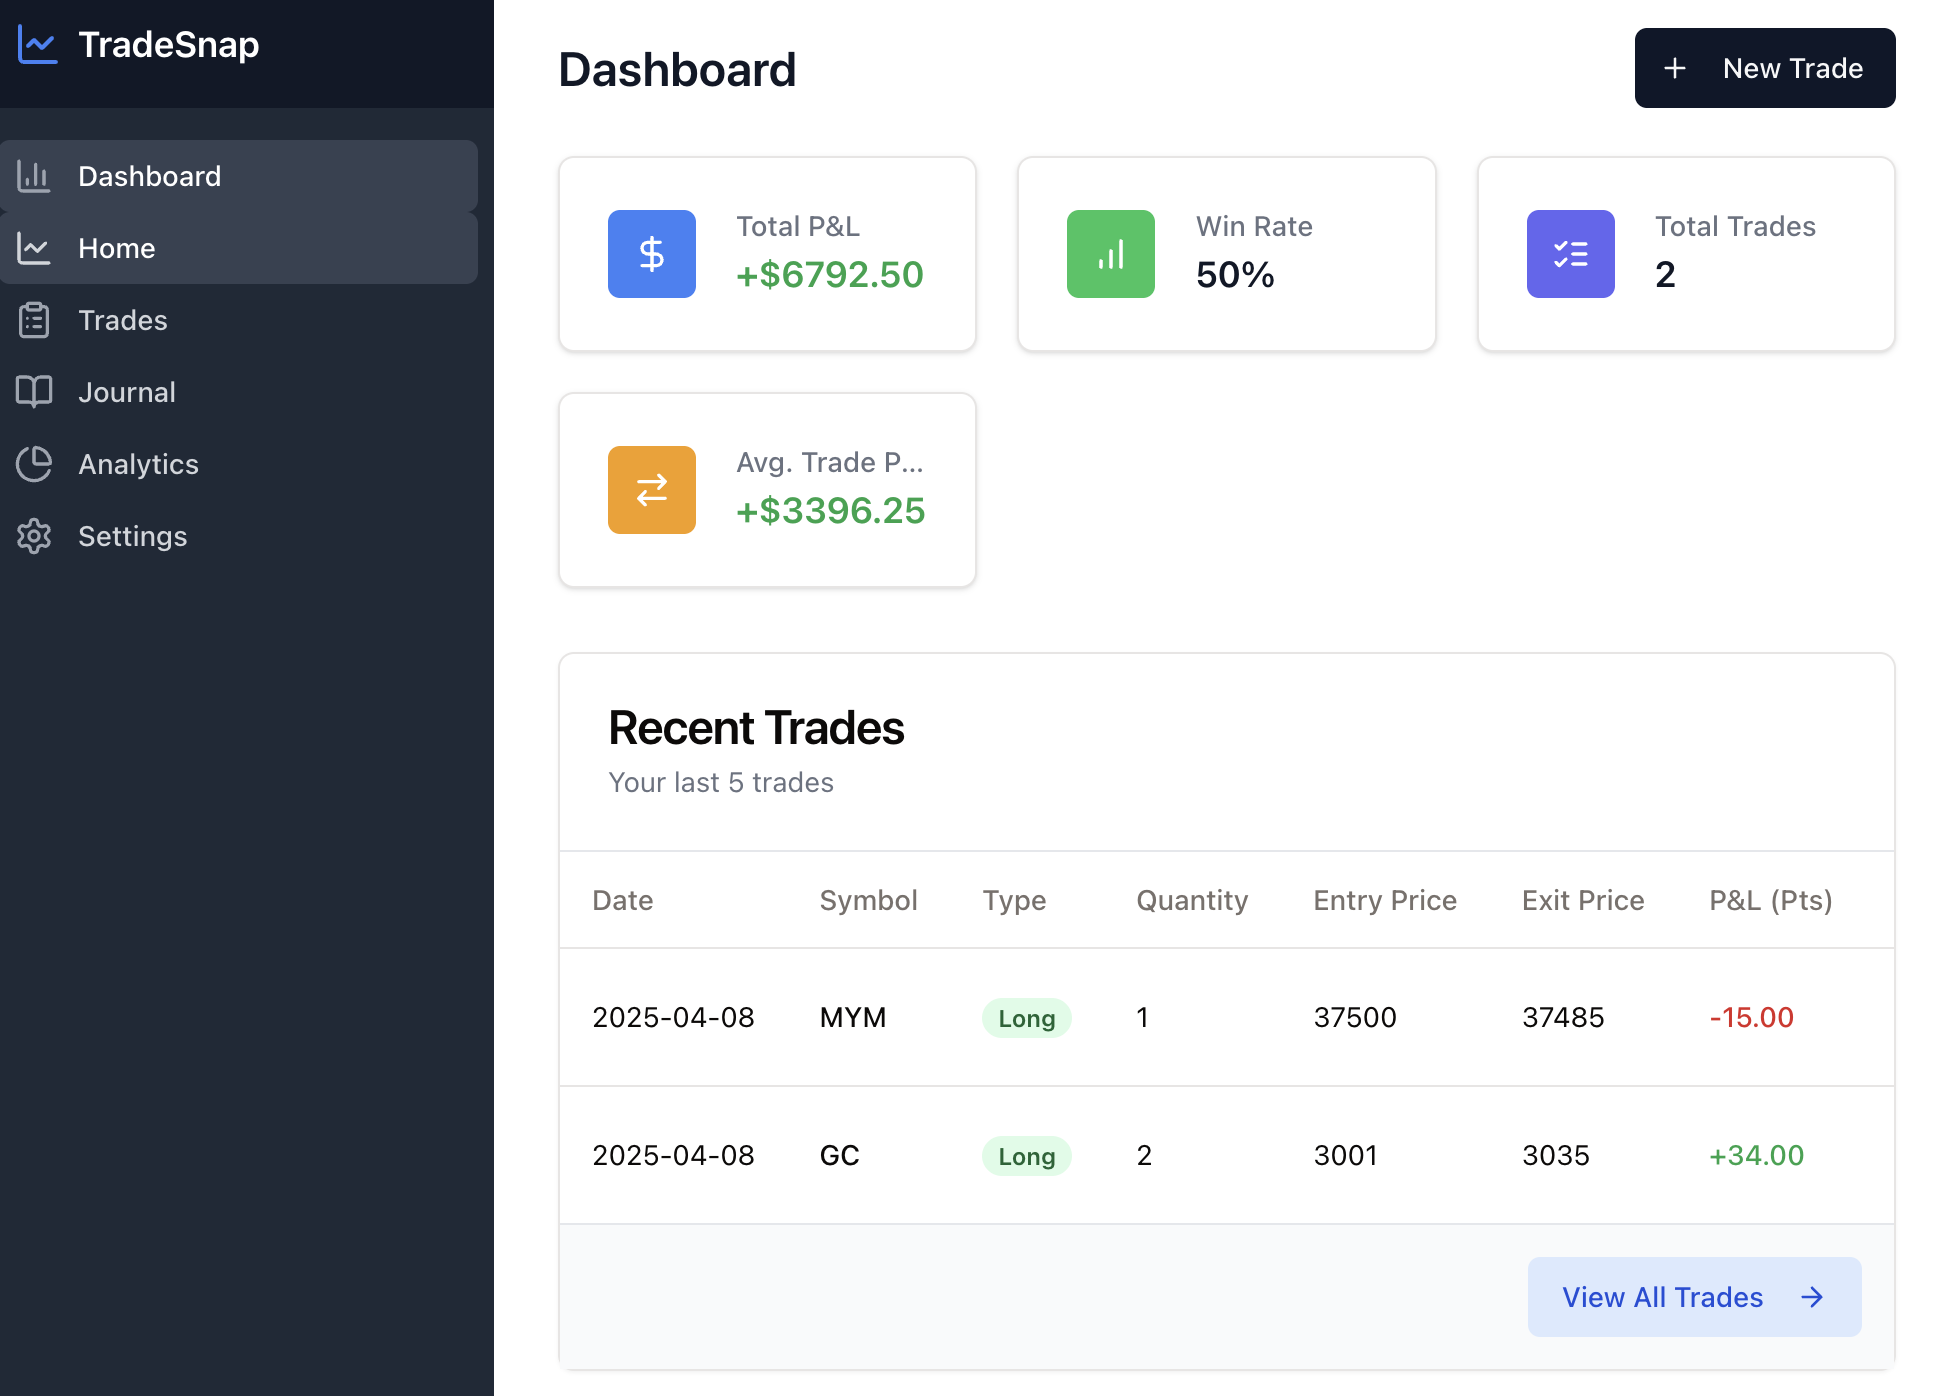 TradeSnap
Dashboard
Home
Trades
Journal
Analytics
Settings
Dashboard
New Trade
Total P&L
+$6792.50
Win Rate
50%
Total Trades
2
Avg. Trade P...
+$3396.25
Recent Trades
Your last 5 trades
Date Symbol Type Quantity Entry Price Exit Price P&L (Pts)
2025-04-08 MYM Long 1 37500 37485 -15.00
2025-04-08 GC Long 2 3001 3035 +34.00
View All Trades